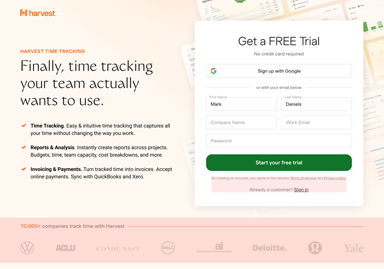 Harvest
HARVEST TIME TRACKING
Finally, time tracking
your team actually
wants to use.
Time Tracking. Easy & intuitive time tracking that captures all
your time without changing the way you work.
Reports & Analysis. Instantly create reports across projects.
Budgets, time, team capacity, cost breakdowns, and more.
Invoicing & Payments. Turn tracked time into invoices. Accept
online payments. Sync with QuickBooks and Xero.
Get a FREE Trial
No credit card required
Sign up with Google
or with your email below
First Name
Last Name
Mark
Daniels
Company Name
Work Email
Password
Start your free trial
By creating an account, you agree to the Harvest Terms of service and Privacy policy.
Already a customer? Sign in
70,000+ companies track time with Harvest
ACLU
CONDÉ NAST
DELL
Deloitte.
Yale